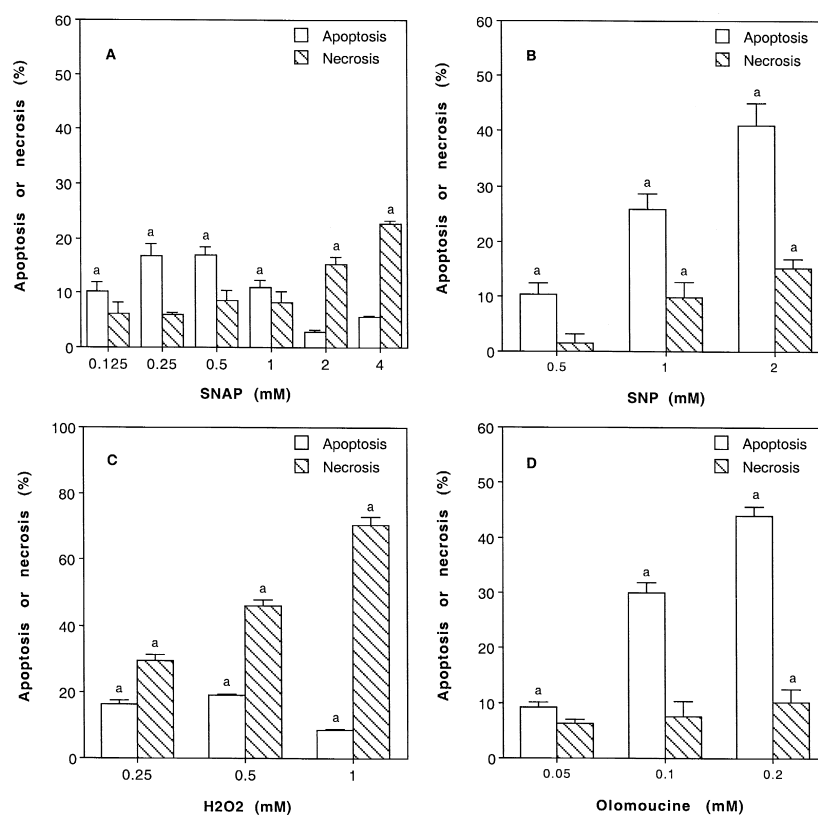 A
Apoptosis
Necrosis
Apoptosis or necrosis (%)
60
50
40
30
20
10
0
a
a
a
a
a
a
0.125 0.25 0.5 1 2 4
SNAP (mM)
B
Apoptosis
Necrosis
Apoptosis or necrosis (%)
60
50
40
30
20
10
0
a
a
a
a
a
0.5 1 2
SNP (mM)
C
Apoptosis
Necrosis
Apoptosis or necrosis (%)
100
80
60
40
20
0
a
a
a
a
a
a
0.25 0.5 1
H2O2 (mM)
D
Apoptosis
Necrosis
Apoptosis or necrosis (%)
60
50
40
30
20
10
0
a
a
a
a
0.05 0.1 0.2
Olomoucine (mM)